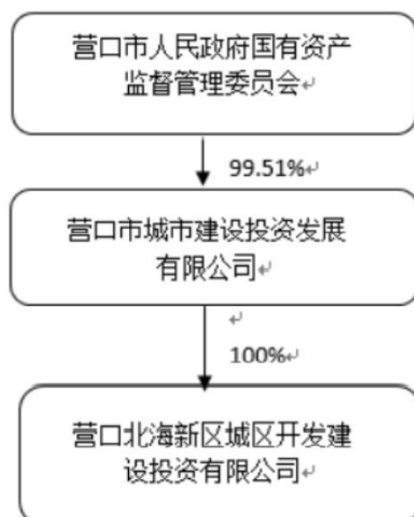 营口市人民政府国有资产
监督管理委员会↵
99.51%↵
营口市城市建设投资发展
有限公司↵
↵
100%↵
营口北海新区城区开发建
设投资有限公司↵